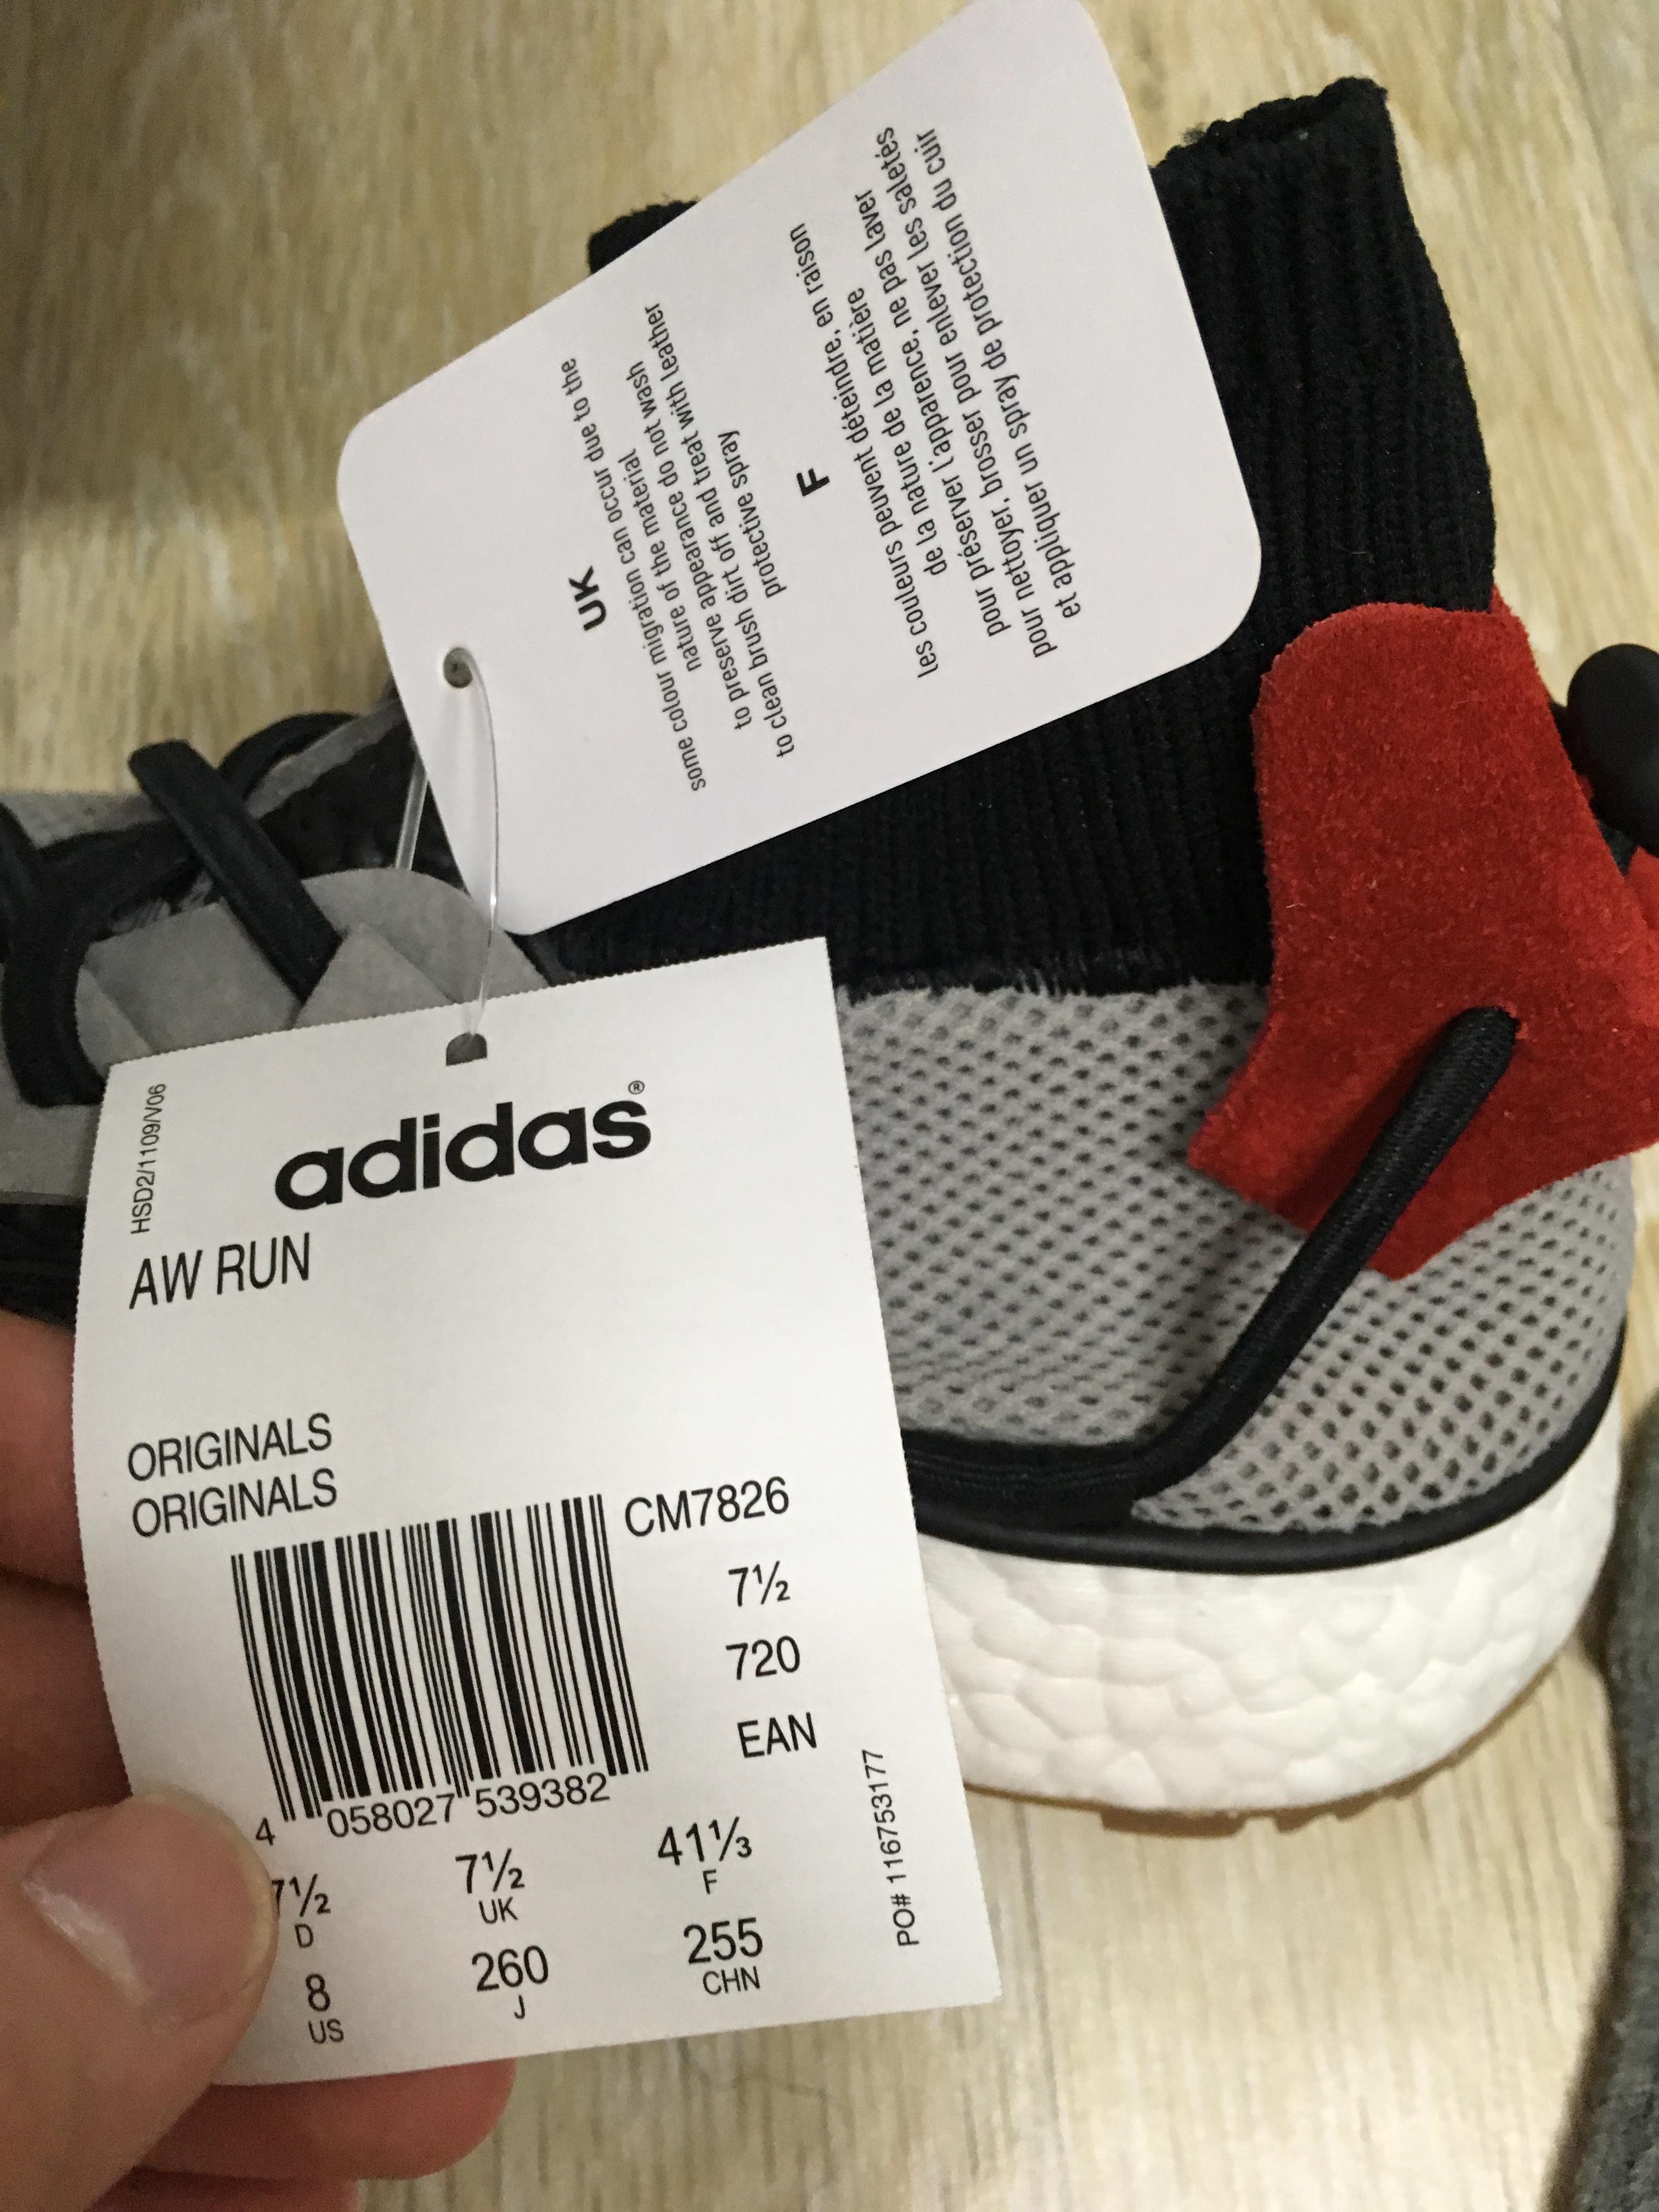 UK
some colour migration can occur due to the
nature of the material
to preserve appearance do not wash
to clean brush dirt off and treat with leather
protective spray
F
les couleurs peuvent déteindre, en raison
de la nature de la matière
pour préserver l'apparence, ne pas laver
pour nettoyer, brosser pour enlever les saletés
et appliquer un spray de protection du cuir
HSD2/1109/V06
adidas®
AW RUN
ORIGINALS
ORIGINALS
CM7826
7½
720
EAN
4 058027 539382
7½ 7½ 41⅓
D UK F
8 260 255
US J CHN
PO# 116753177